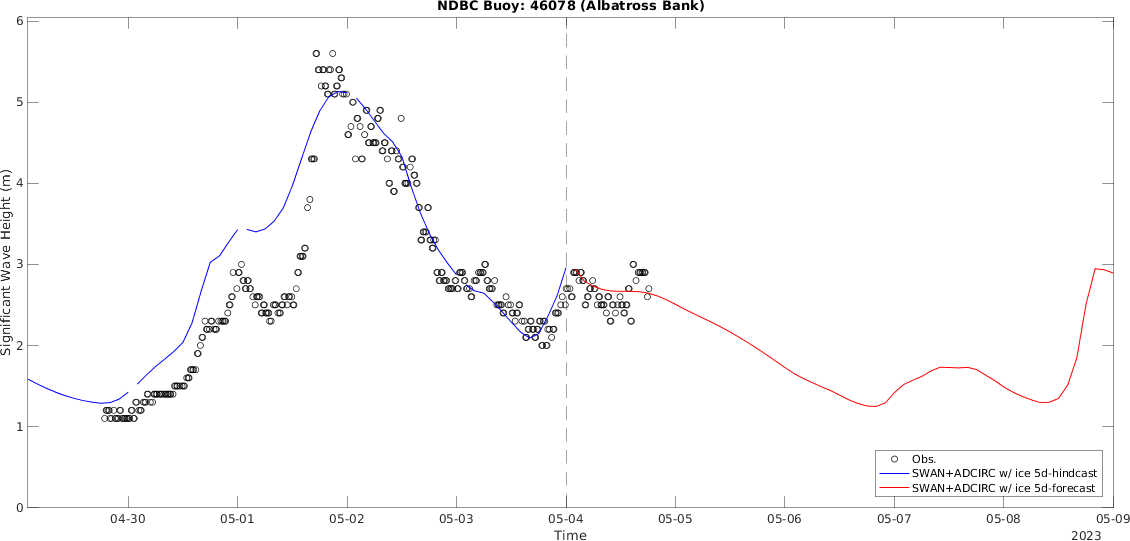 NDBC Buoy: 46078 (Albatross Bank)
6
5
4
3
2
1
0
Significant Wave Height (m)
04-30 05-01 05-02 05-03 05-04 05-05 05-06 05-07 05-08 05-09
Time
2023
Obs.
SWAN+ADCIRC w/ ice 5d-hindcast
SWAN+ADCIRC w/ ice 5d-forecast